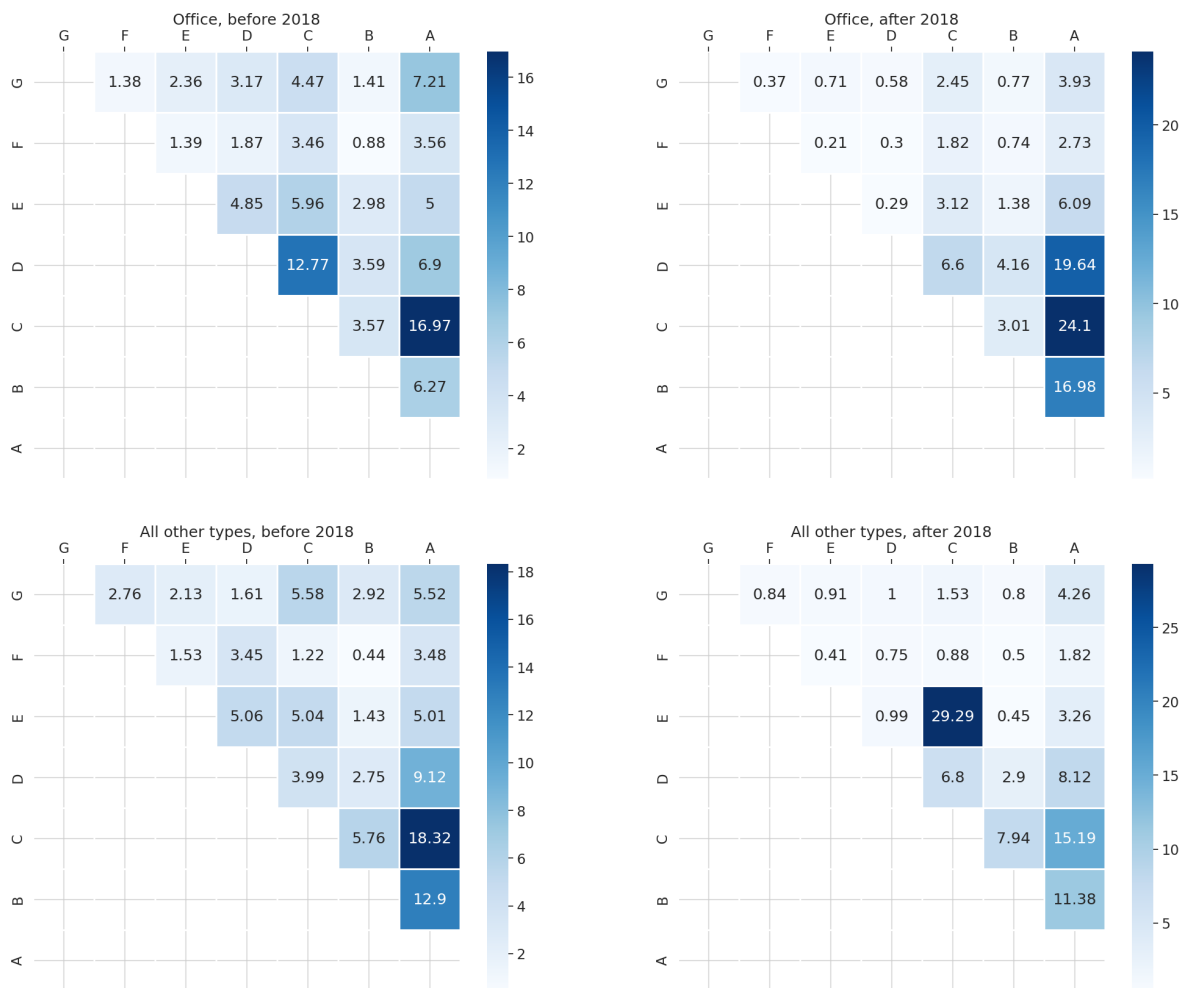 Office, before 2018
G F E D C B A
G 1.38 2.36 3.17 4.47 1.41 7.21
F 1.39 1.87 3.46 0.88 3.56
E 4.85 5.96 2.98 5
D 12.77 3.59 6.9
C 3.57 16.97
B 6.27
A
16
14
12
10
8
6
4
2
Office, after 2018
G F E D C B A
G 0.37 0.71 0.58 2.45 0.77 3.93
F 0.21 0.3 1.82 0.74 2.73
E 0.29 3.12 1.38 6.09
D 6.6 4.16 19.64
C 3.01 24.1
B 16.98
A
20
15
10
5
All other types, before 2018
G F E D C B A
G 2.76 2.13 1.61 5.58 2.92 5.52
F 1.53 3.45 1.22 0.44 3.48
E 5.06 5.04 1.43 5.01
D 3.99 2.75 9.12
C 5.76 18.32
B 12.9
A
18
16
14
12
10
8
6
4
2
All other types, after 2018
G F E D C B A
G 0.84 0.91 1 1.53 0.8 4.26
F 0.41 0.75 0.88 0.5 1.82
E 0.99 29.29 0.45 3.26
D 6.8 2.9 8.12
C 7.94 15.19
B 11.38
A
25
20
15
10
5